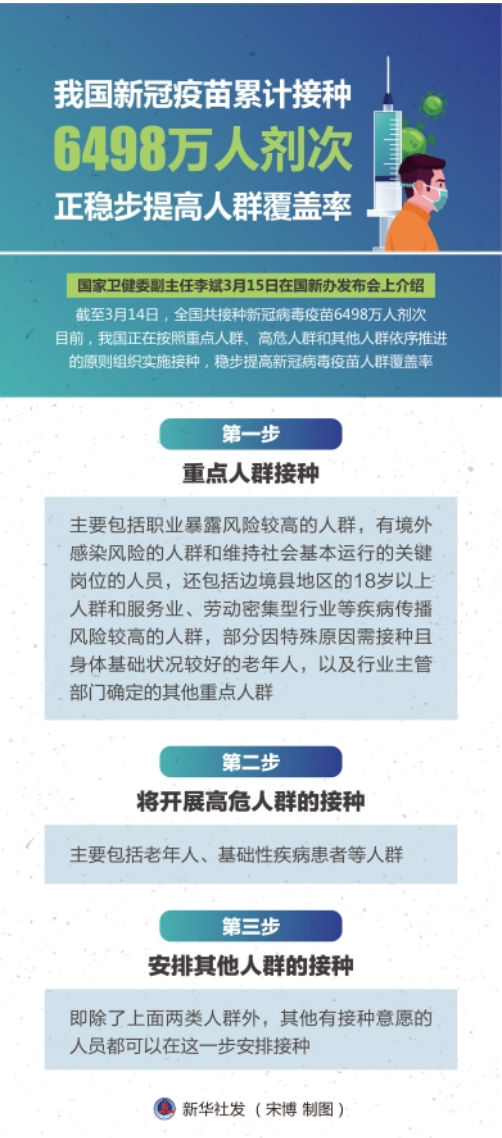 我国新冠疫苗累计接种
6498万人剂次
正稳步提高人群覆盖率
国家卫健委副主任李斌3月15日在国新办发布会上介绍
截至3月14日，全国共接种新冠病毒疫苗6498万人剂次
目前，我国正在按照重点人群、高危人群和其他人群依序推进
的原则组织实施接种，稳步提高新冠病毒疫苗人群覆盖率
第一步
重点人群接种
主要包括职业暴露风险较高的人群，有境外
感染风险的人群和维持社会基本运行的关键
岗位的人员，还包括边境县地区的18岁以上
人群和服务业、劳动密集型行业等疾病传播
风险较高的人群，部分因特殊原因需接种且
身体基础状况较好的老年人，以及行业主管
部门确定的其他重点人群
第二步
将开展高危人群的接种
主要包括老年人、基础性疾病患者等人群
第三步
安排其他人群的接种
即除了上面两类人群外，其他有接种意愿的
人员都可以在这一步安排接种
新华社发（宋博 制图）